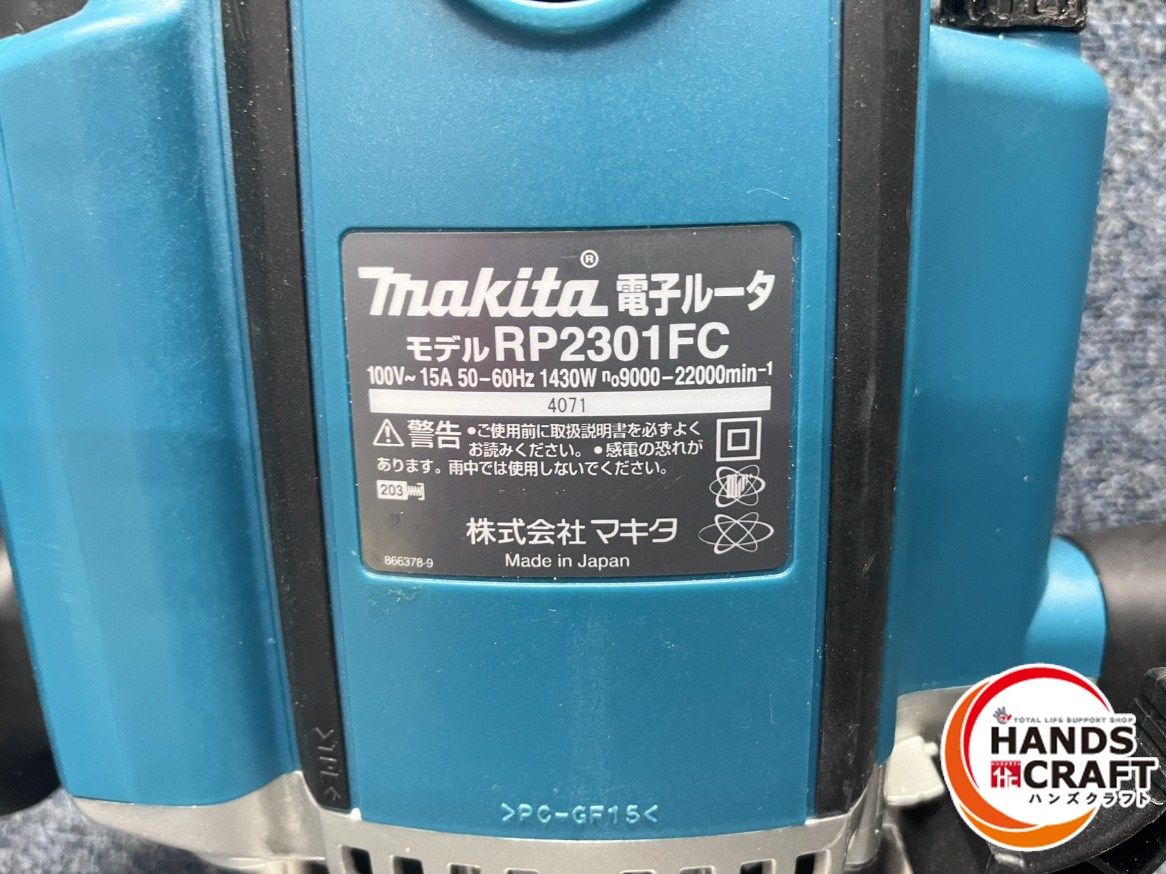 makita® 電子ルータ
モデル RP2301FC
100V～ 15A 50-60Hz 1430W n₀9000-22000min⁻¹
4071
警告 •ご使用前に取扱説明書を必ずよく
お読みください。•感電の恐れが
あります。雨中では使用しないでください。
203
株式会社 マキタ
866378-9
Made in Japan
>PC-GF15<
TOTAL LIFE SUPPORT SHOP
HANDS
CRAFT
ハンズクラフト